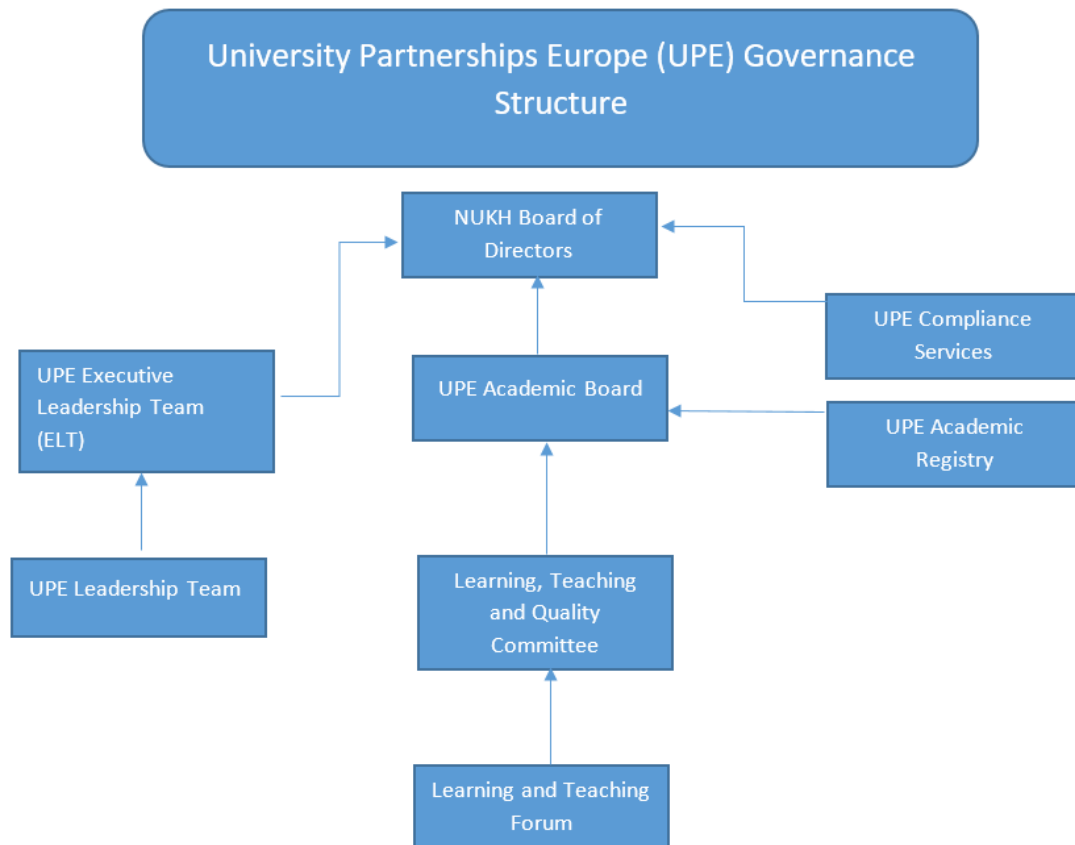 University Partnerships Europe (UPE) Governance
Structure
NUKH Board of
Directors
UPE Compliance
Services
UPE Executive
Leadership Team
(ELT)
UPE Academic Board
UPE Academic
Registry
UPE Leadership Team
Learning, Teaching
and Quality
Committee
Learning and Teaching
Forum